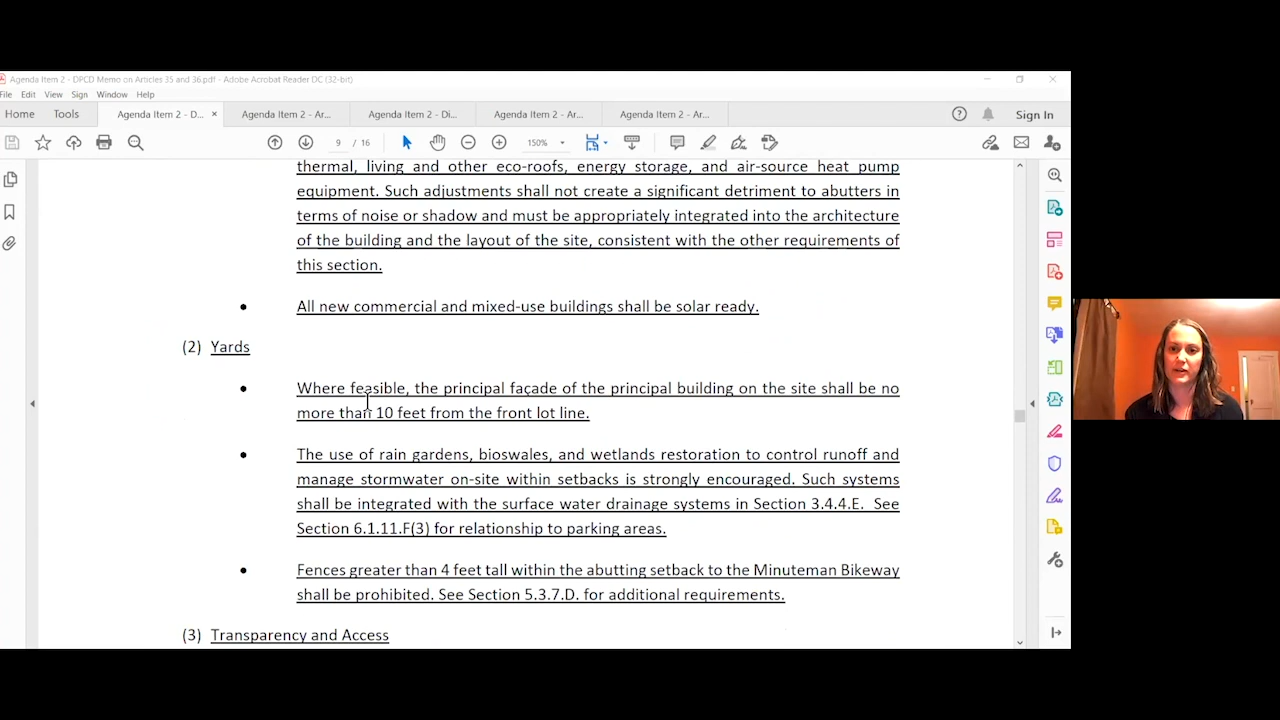 Agenda Item 2 - DPCD Memo on Articles 35 and 36.pdf - Adobe Acrobat Reader DC (32-bit)
File Edit View Sign Window Help
Home Tools Agenda Item 2 - D... × Agenda Item 2 - Ar... Agenda Item 2 - Di... Agenda Item 2 - Ar... Agenda Item 2 - Ar... Sign In
9 / 16 150%
thermal, living and other eco-roofs, energy storage, and air-source heat pump
equipment. Such adjustments shall not create a significant detriment to abutters in
terms of noise or shadow and must be appropriately integrated into the architecture
of the building and the layout of the site, consistent with the other requirements of
this section.
• All new commercial and mixed-use buildings shall be solar ready.
(2) Yards
• Where feasible, the principal façade of the principal building on the site shall be no
more than 10 feet from the front lot line.
• The use of rain gardens, bioswales, and wetlands restoration to control runoff and
manage stormwater on-site within setbacks is strongly encouraged. Such systems
shall be integrated with the surface water drainage systems in Section 3.4.4.E. See
Section 6.1.11.F(3) for relationship to parking areas.
• Fences greater than 4 feet tall within the abutting setback to the Minuteman Bikeway
shall be prohibited. See Section 5.3.7.D. for additional requirements.
(3) Transparency and Access